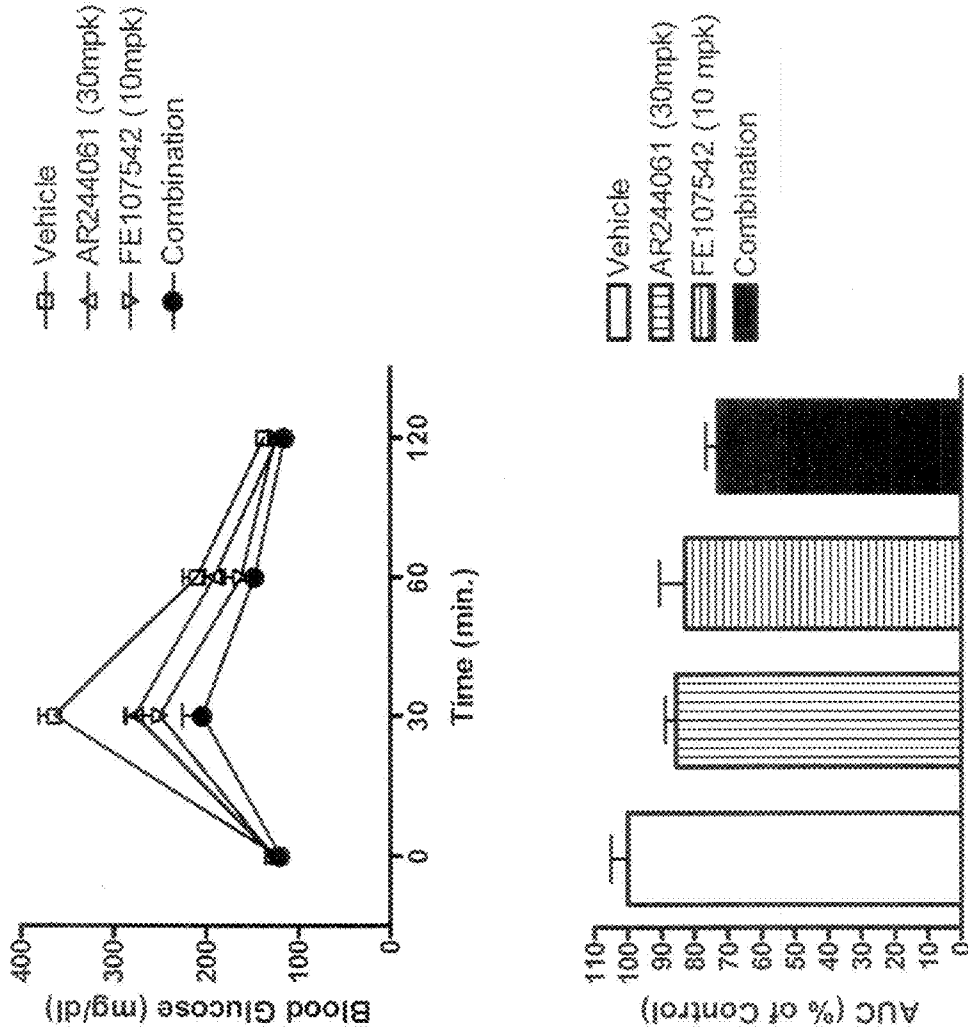 Blood Glucose (mg/dl)
400
300
200
100
0
0
30
60
120
Time (min.)
Vehicle
AR244061 (30mpk)
FE107542 (10mpk)
Combination
AUC (% of Control)
110
100
90
80
70
60
50
40
30
20
10
0
Vehicle
AR244061 (30mpk)
FE107542 (10 mpk)
Combination